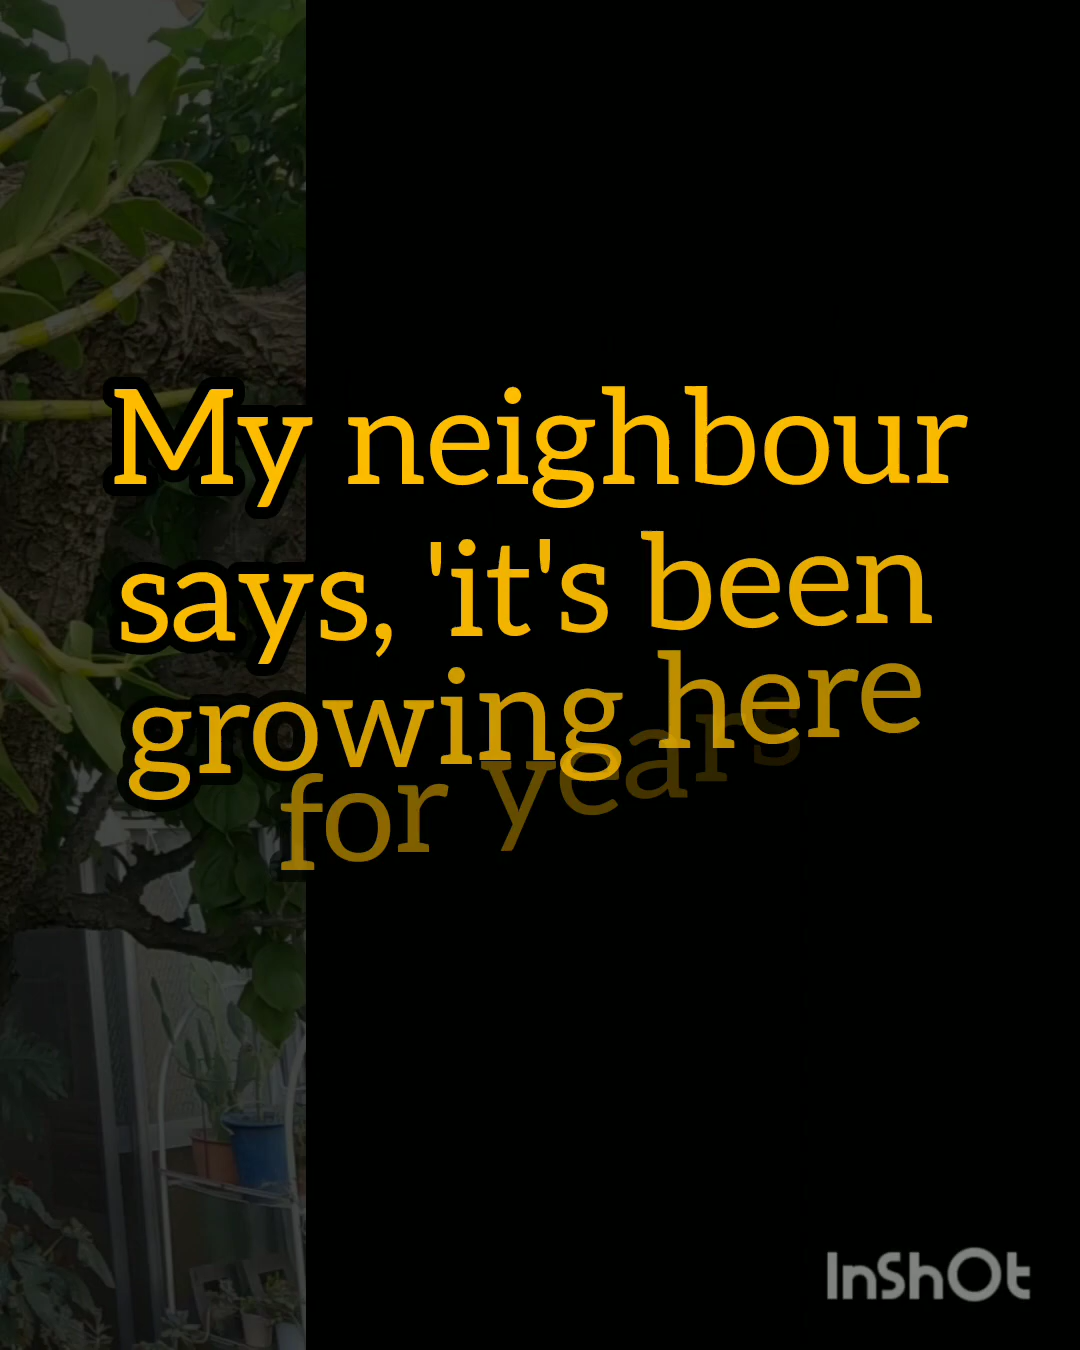 My neighbour
says, 'it's been
growing here
for years
InShOt